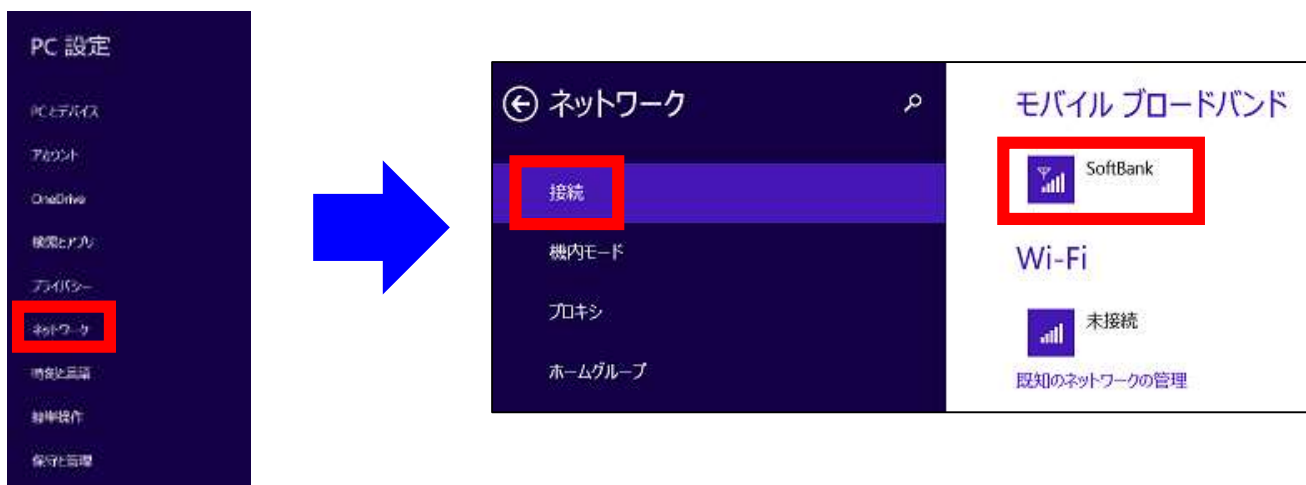 PC 設定
PCとデバイス
アカウント
OneDrive
検索とアプリ
プライバシー
ネットワーク
時刻と言語
簡単操作
保守と管理
ネットワーク
接続
機内モード
プロキシ
ホームグループ
モバイル ブロードバンド
SoftBank
Wi-Fi
未接続
既知のネットワークの管理